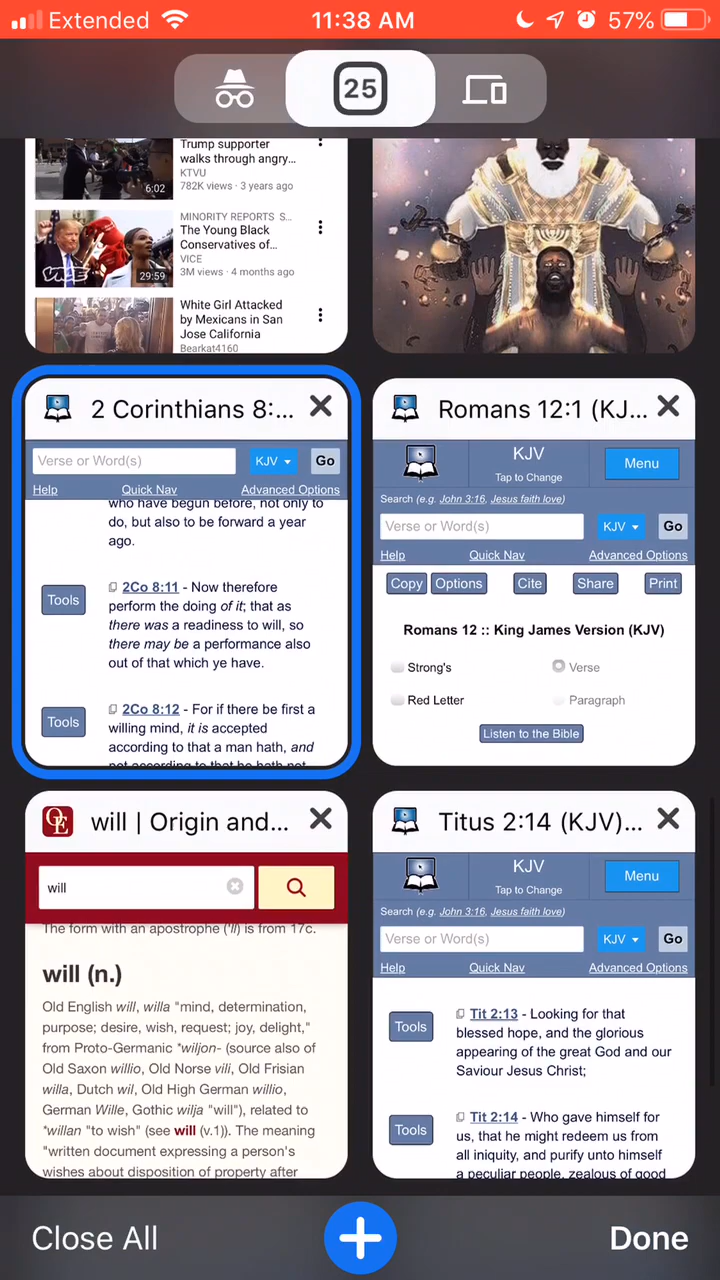 Extended 11:38 AM 57%
25
Trump supporter
walks through angry...
KTVU
782K views · 3 years ago
6:02
MINORITY REPORTS S...
The Young Black
Conservatives of...
VICE
3M views · 4 months ago
VICE
29:59
White Girl Attacked
by Mexicans in San
Jose California
Bearkat4160
2 Corinthians 8:...
Verse or Word(s) KJV Go
Help Quick Nav Advanced Options
who have begun before, not only to
do, but also to be forward a year
ago.
Tools
2Co 8:11 - Now therefore
perform the doing of it; that as
there was a readiness to will, so
there may be a performance also
out of that which ye have.
Tools
2Co 8:12 - For if there be first a
willing mind, it is accepted
according to that a man hath, and
not according to that he hath not
Romans 12:1 (KJ...
KJV
Tap to Change
Menu
Search (e.g. John 3:16, Jesus faith love)
Verse or Word(s) KJV Go
Help Quick Nav Advanced Options
Copy Options Cite Share Print
Romans 12 :: King James Version (KJV)
Strong's Verse
Red Letter Paragraph
Listen to the Bible
OE
will | Origin and...
will
The form with an apostrophe ('ll) is from 17c.
will (n.)
Old English will, willa "mind, determination,
purpose; desire, wish, request; joy, delight,"
from Proto-Germanic *wiljon- (source also of
Old Saxon willio, Old Norse vili, Old Frisian
willa, Dutch wil, Old High German willio,
German Wille, Gothic wilja "will"), related to
*willan "to wish" (see will (v.1)). The meaning
"written document expressing a person's
wishes about disposition of property after
Titus 2:14 (KJV)...
KJV
Tap to Change
Menu
Search (e.g. John 3:16, Jesus faith love)
Verse or Word(s) KJV Go
Help Quick Nav Advanced Options
Tools
Tit 2:13 - Looking for that
blessed hope, and the glorious
appearing of the great God and our
Saviour Jesus Christ;
Tools
Tit 2:14 - Who gave himself for
us, that he might redeem us from
all iniquity, and purify unto himself
a peculiar people, zealous of good
Close All Done